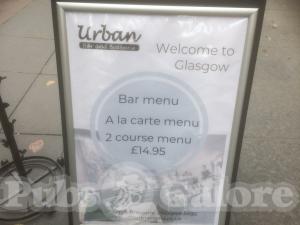 Urban
Bar and Brasserie
Welcome to
Glasgow
Bar menu
A la carte menu
2 course menu
£14.95
Pubs Galore